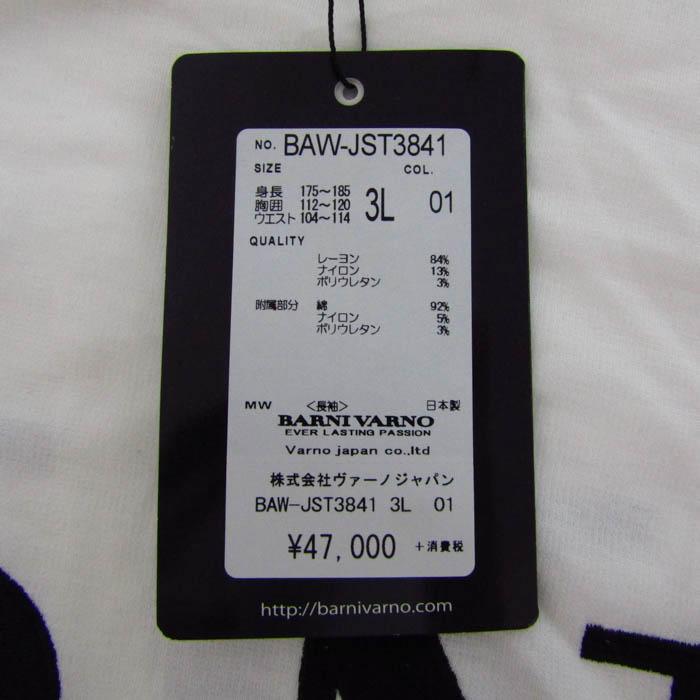 NO. BAW-JST3841
SIZE COL.
身長 175〜185
胸囲 112〜120 3L 01
ウエスト 104〜114
QUALITY
レーヨン 84%
ナイロン 13%
ポリウレタン 3%
附属部分 綿 92%
ナイロン 5%
ポリウレタン 3%
MW 〈長袖〉 日本製
BARNI VARNO
EVER LASTING PASSION
Varno japan co.,ltd
株式会社ヴァーノジャパン
BAW-JST3841 3L 01
¥47,000 +消費税
http://barnivarno.com